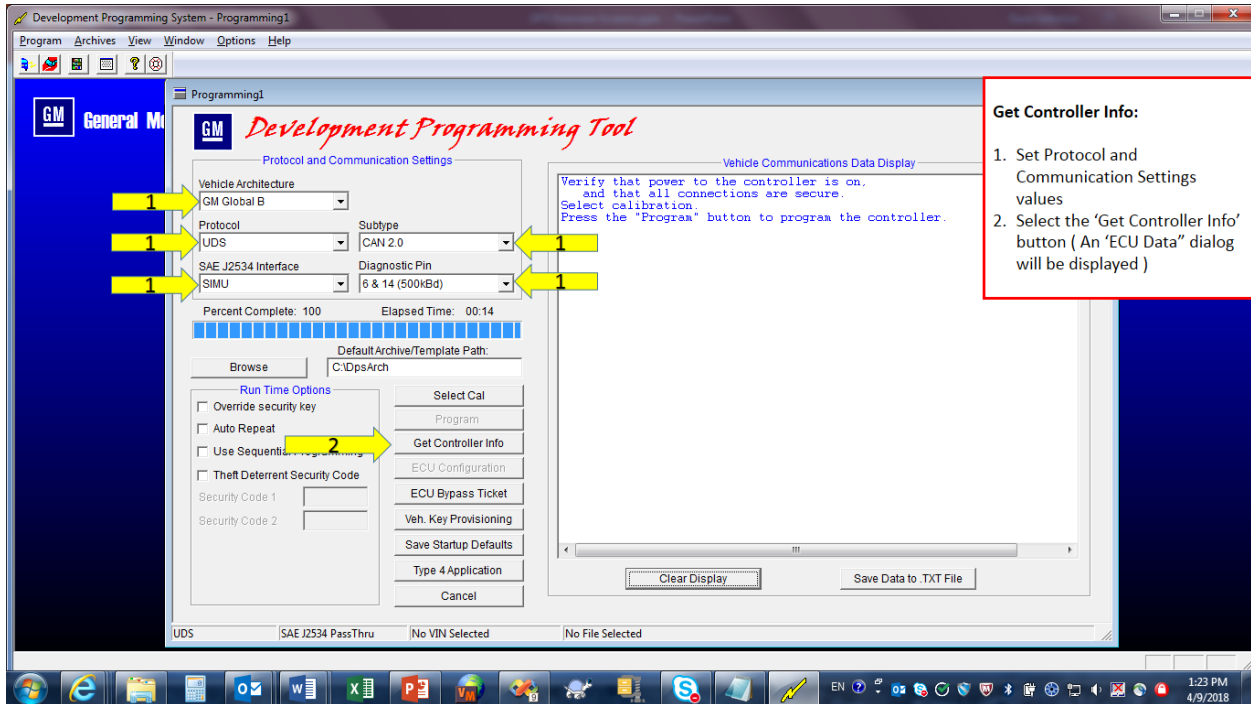 Development Programming System - Programming1
Program Archives View Window Options Help
GM General M
Programming1
GM Development Programming Tool
Protocol and Communication Settings
Vehicle Architecture
1
GM Global B
Protocol
Subtype
1
UDS
CAN 2.0
1
SAE J2534 Interface
Diagnostic Pin
1
SIMU
6 & 14 (500kBd)
1
Percent Complete: 100
Elapsed Time: 00:14
Default Archive/Template Path:
Browse
C:\DpsArch
Run Time Options
Override security key
Auto Repeat
Use Sequential
2
Theft Deterrent Security Code
Security Code 1
Security Code 2
Select Cal
Program
Get Controller Info
ECU Configuration
ECU Bypass Ticket
Veh. Key Provisioning
Save Startup Defaults
Type 4 Application
Cancel
Vehicle Communications Data Display
Verify that power to the controller is on,
and that all connections are secure.
Select calibration.
Press the "Program" button to program the controller.
Clear Display
Save Data to .TXT File
UDS
SAE J2534 PassThru
No VIN Selected
No File Selected
Get Controller Info:
1. Set Protocol and
Communication Settings
values
2. Select the ‘Get Controller Info’
button ( An ‘ECU Data” dialog
will be displayed )
EN
1:23 PM
4/9/2018